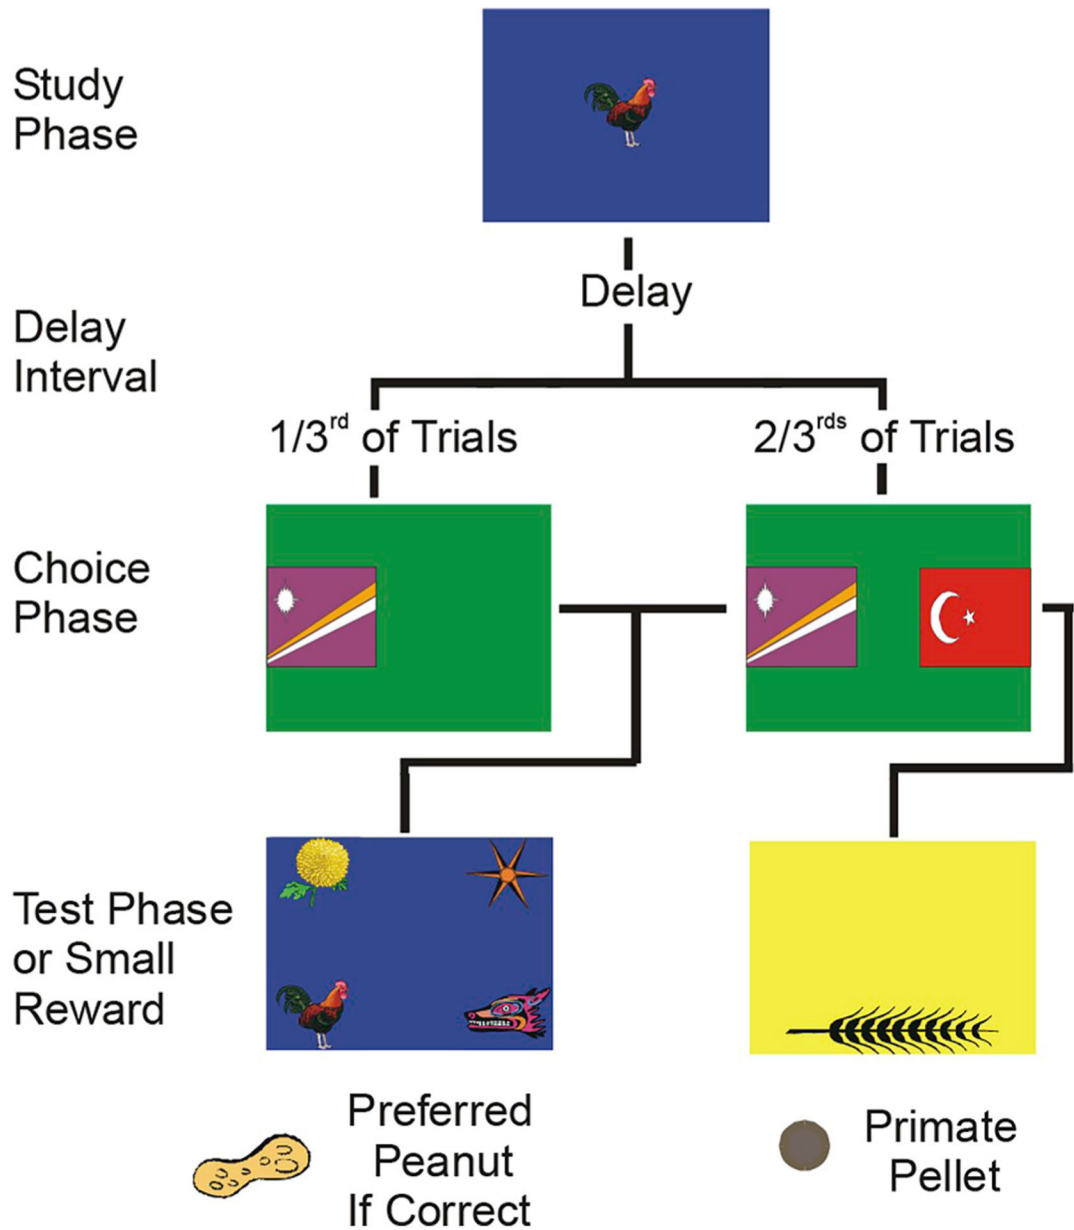 Study
Phase
Delay
Delay
Interval
1/3rd of Trials
2/3rds of Trials
Choice
Phase
Test Phase
or Small
Reward
Preferred
Peanut
If Correct
Primate
Pellet